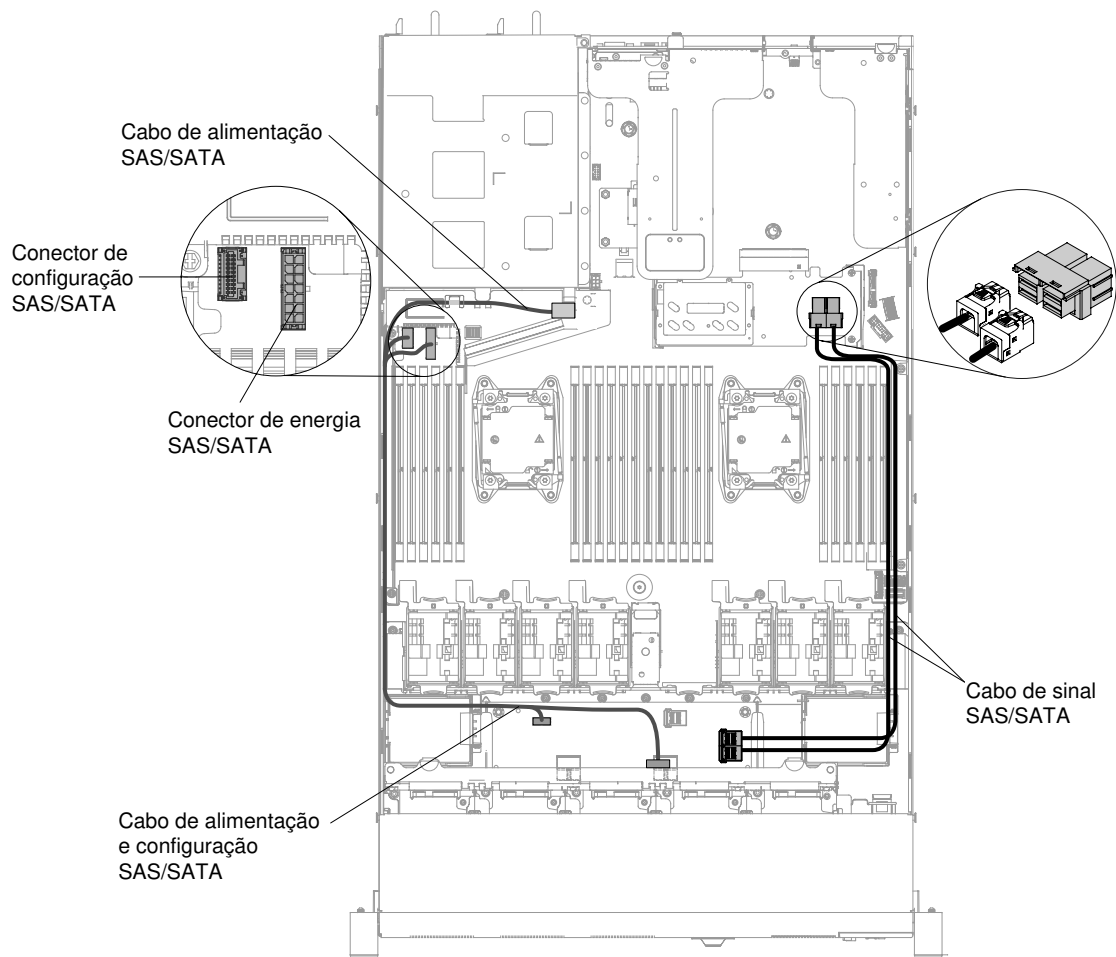 Cabo de alimentação
SAS/SATA
Conector de
configuração
SAS/SATA
Conector de energia
SAS/SATA
Cabo de sinal
SAS/SATA
Cabo de alimentação
e configuração
SAS/SATA